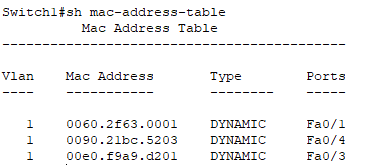 Switch1#sh mac-address-table
Mac Address Table
-------------------------------------------
Vlan    Mac Address       Type        Ports
----    -----------       --------    -----
1    0060.2f63.0001    DYNAMIC     Fa0/1
1    0090.21bc.5203    DYNAMIC     Fa0/4
1    00e0.f9a9.d201    DYNAMIC     Fa0/3